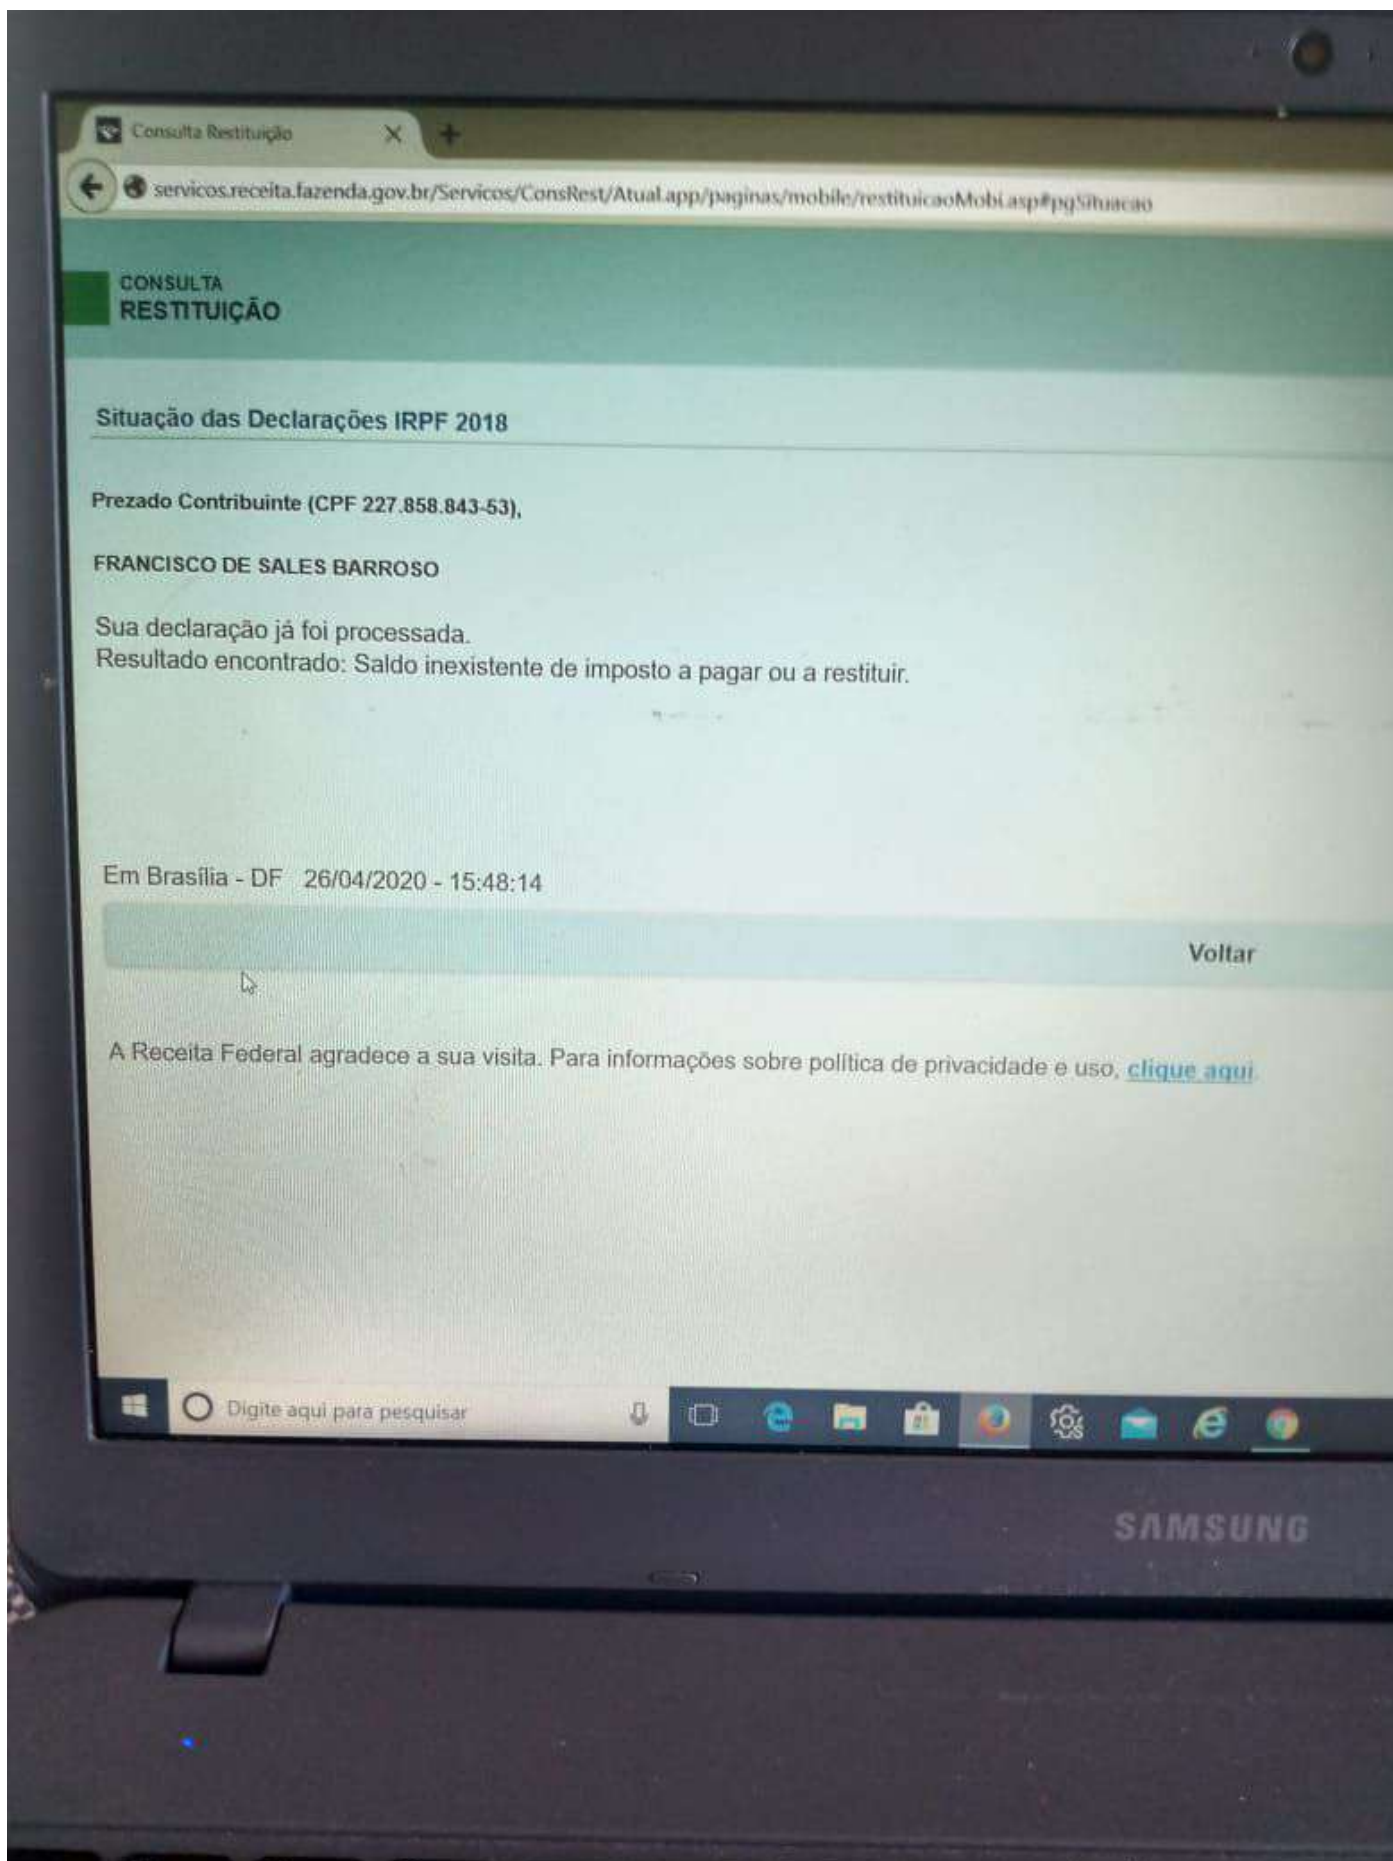 Consulta Restituição
servicos.receita.fazenda.gov.br/Servicos/ConsRest/Atual.app/paginas/mobile/restituicaoMobi.asp#pgSituacao
CONSULTA
RESTITUIÇÃO
Situação das Declarações IRPF 2018
Prezado Contribuinte (CPF 227.858.843-53),
FRANCISCO DE SALES BARROSO
Sua declaração já foi processada.
Resultado encontrado: Saldo inexistente de imposto a pagar ou a restituir.
Em Brasília - DF 26/04/2020 - 15:48:14
Voltar
A Receita Federal agradece a sua visita. Para informações sobre política de privacidade e uso, clique aqui.
Digite aqui para pesquisar
SAMSUNG